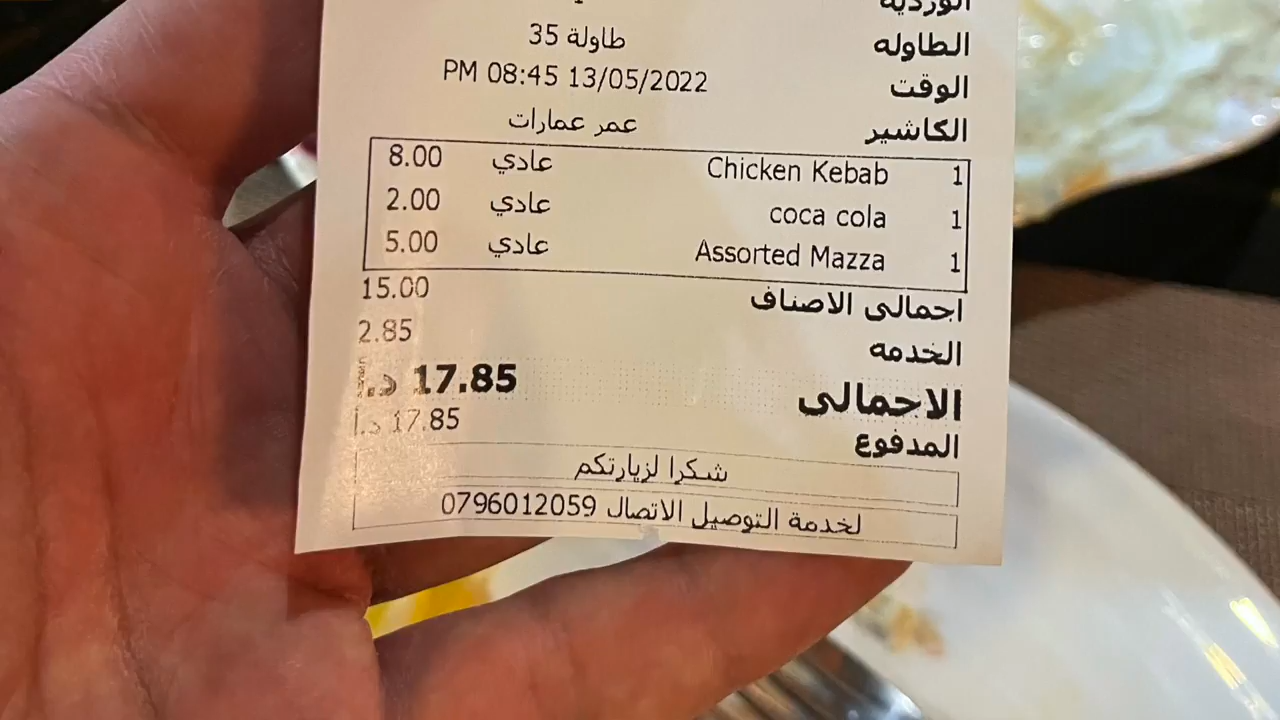 الوردية
الطاوله طاولة 35
الوقت PM 08:45 13/05/2022
الكاشير عمر عمارات
1 Chicken Kebab عادي 8.00
1 coca cola عادي 2.00
1 Assorted Mazza عادي 5.00
اجمالى الاصناف 15.00
الخدمه 2.85
الاجمالى 17.85 د.ا
المدفوع 17.85 د.ا
شكرا لزيارتكم
لخدمة التوصيل الاتصال 0796012059